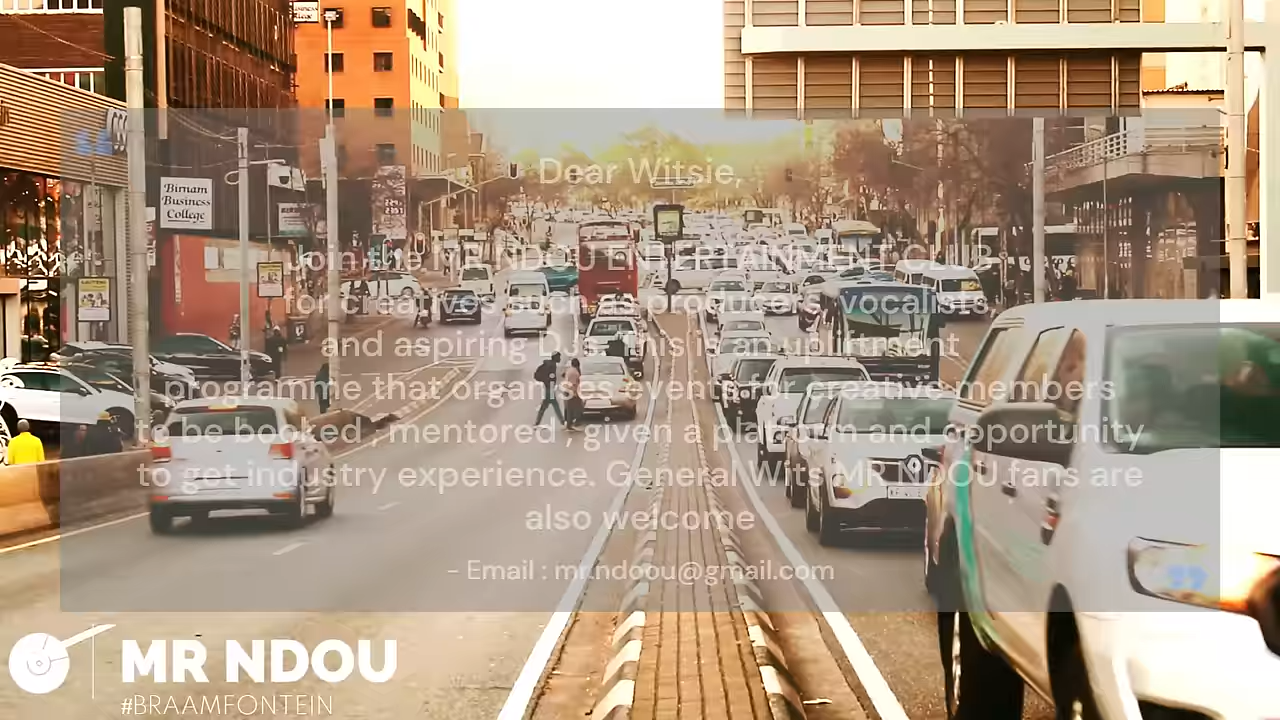 Birnam
Business
College
Dear Witsie,
Join the MR NDOU ENTERTAINMENT CLUB
for creatives such as producers, vocalists
and aspiring DJs. This is an upliftment
programme that organises events for creative members
to be booked, mentored, given a platform and opportunity
to get industry experience. General Wits MR NDOU fans are
also welcome
- Email : mr.ndoou@gmail.com
MR NDOU
#BRAAMFONTEIN